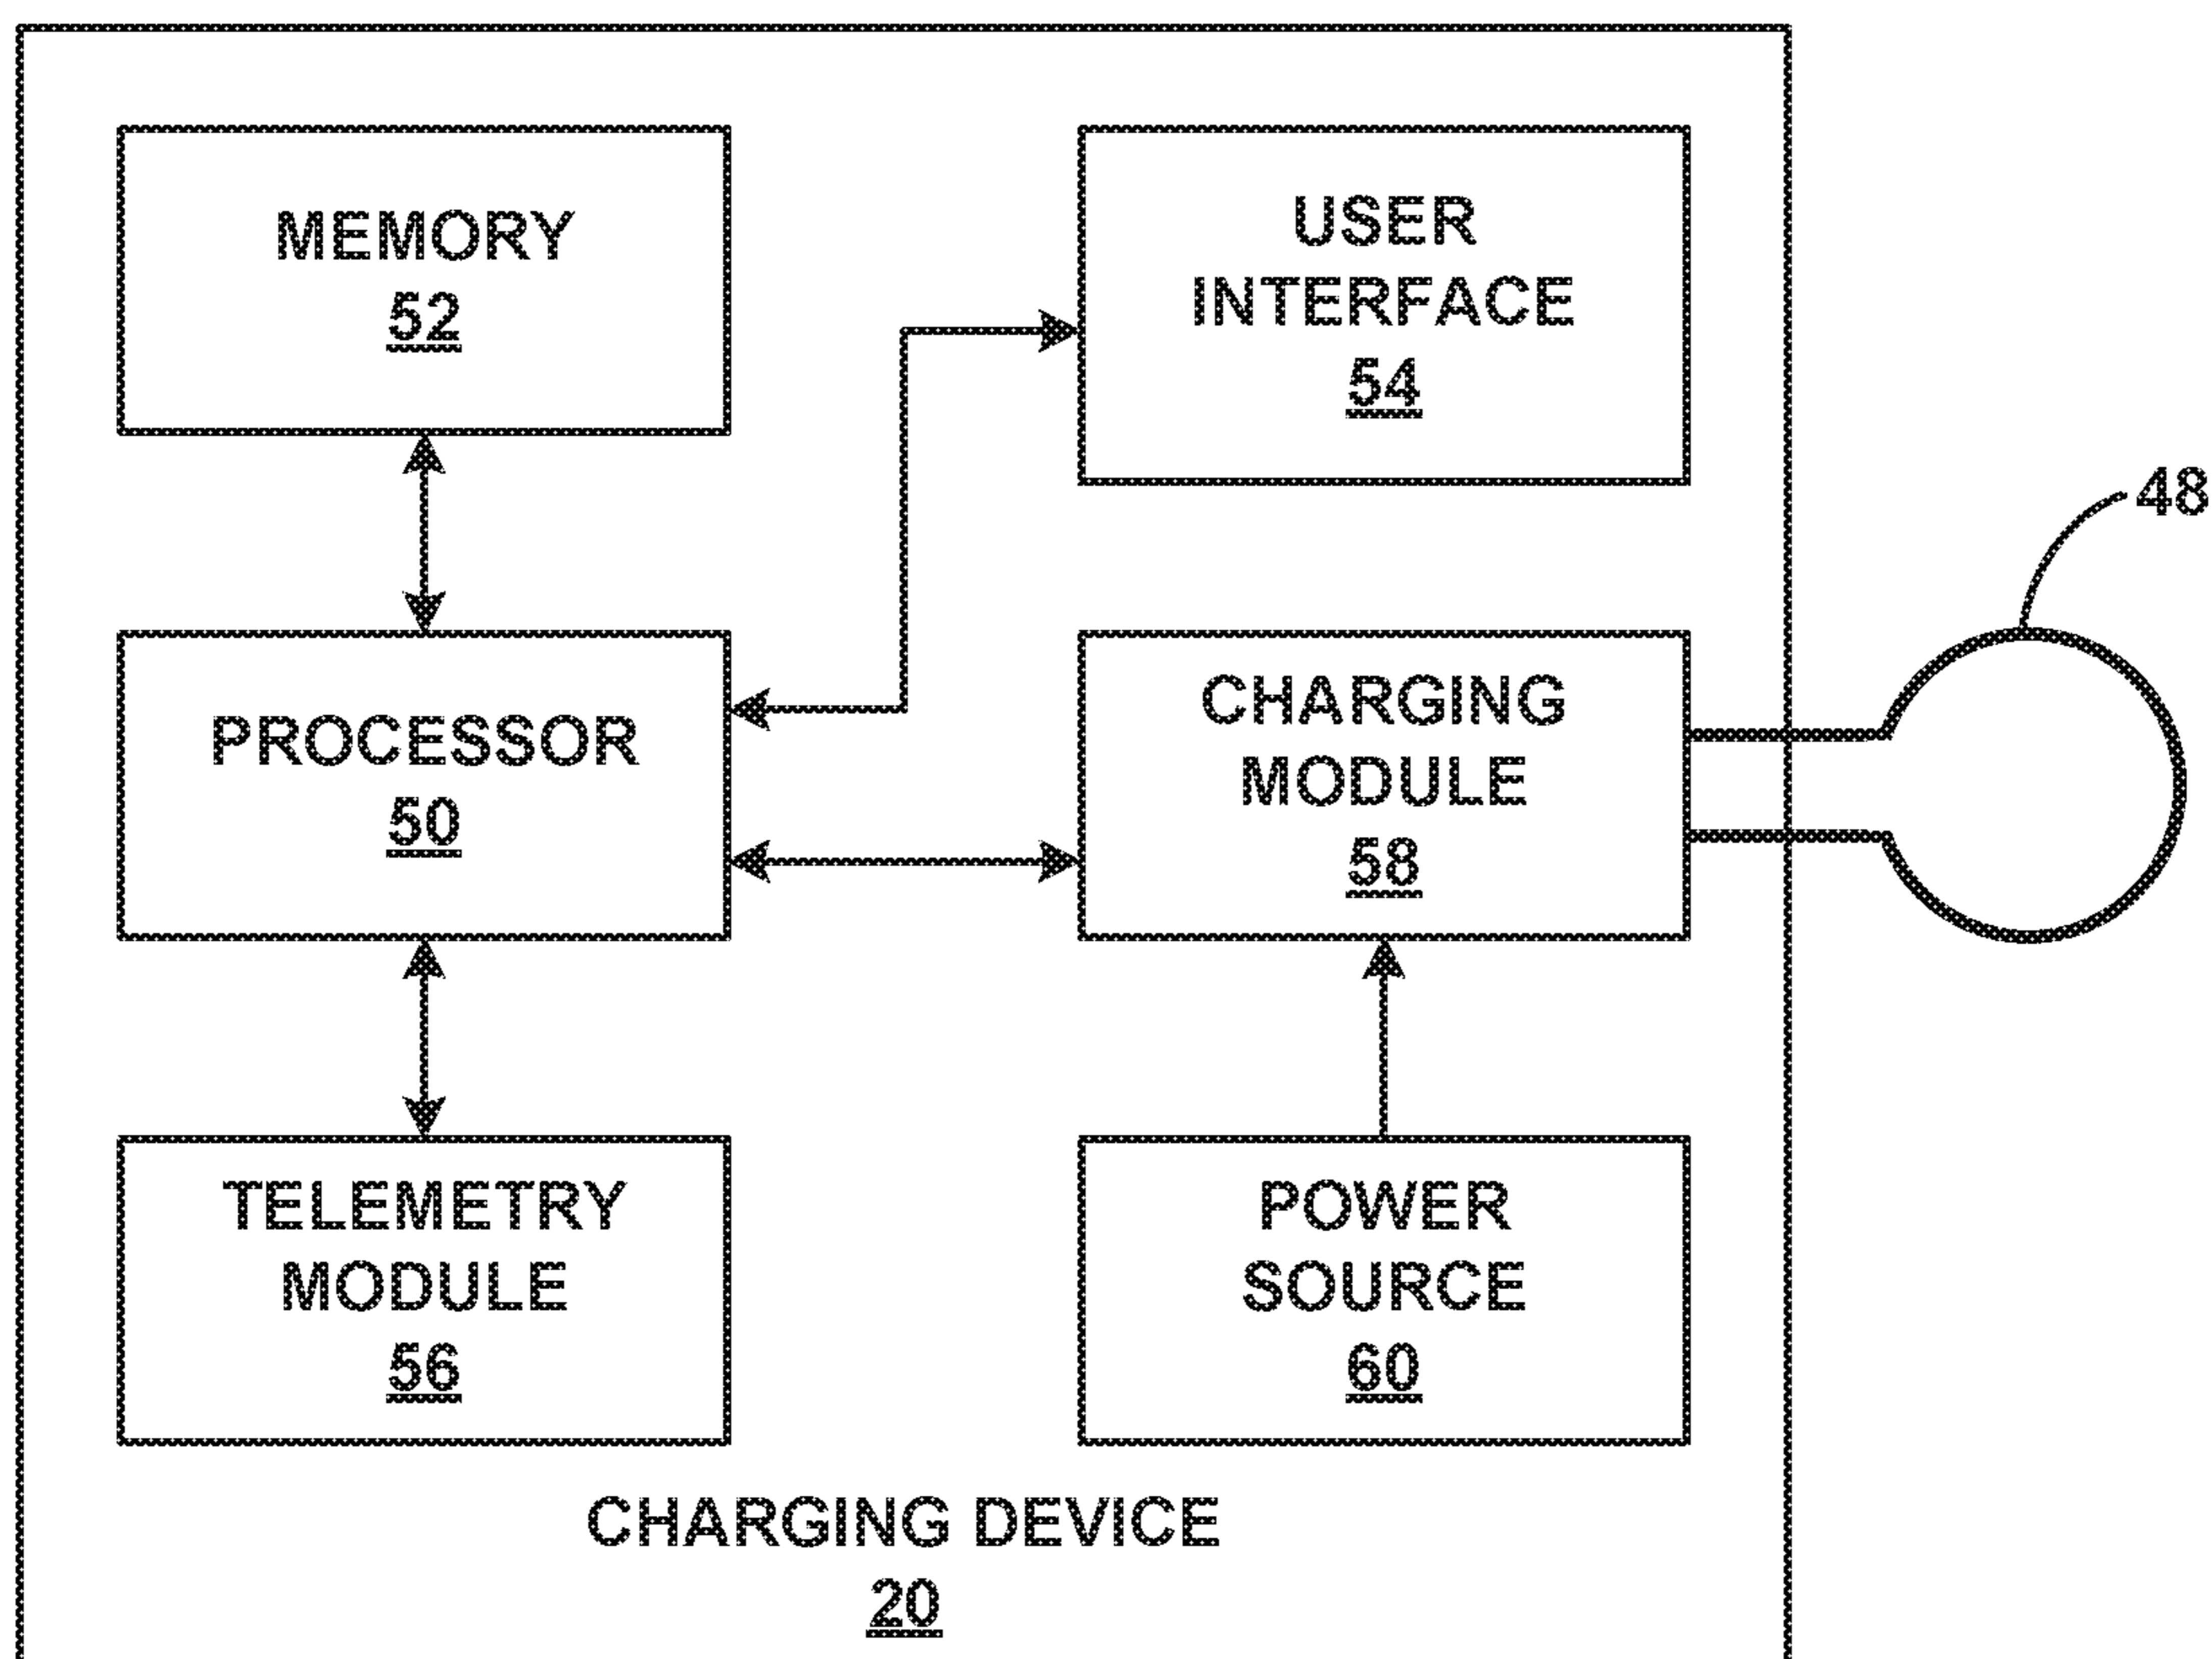 MEMORY
52
USER
INTERFACE
54
48
PROCESSOR
50
CHARGING
MODULE
58
TELEMETRY
MODULE
56
POWER
SOURCE
60
CHARGING DEVICE
20